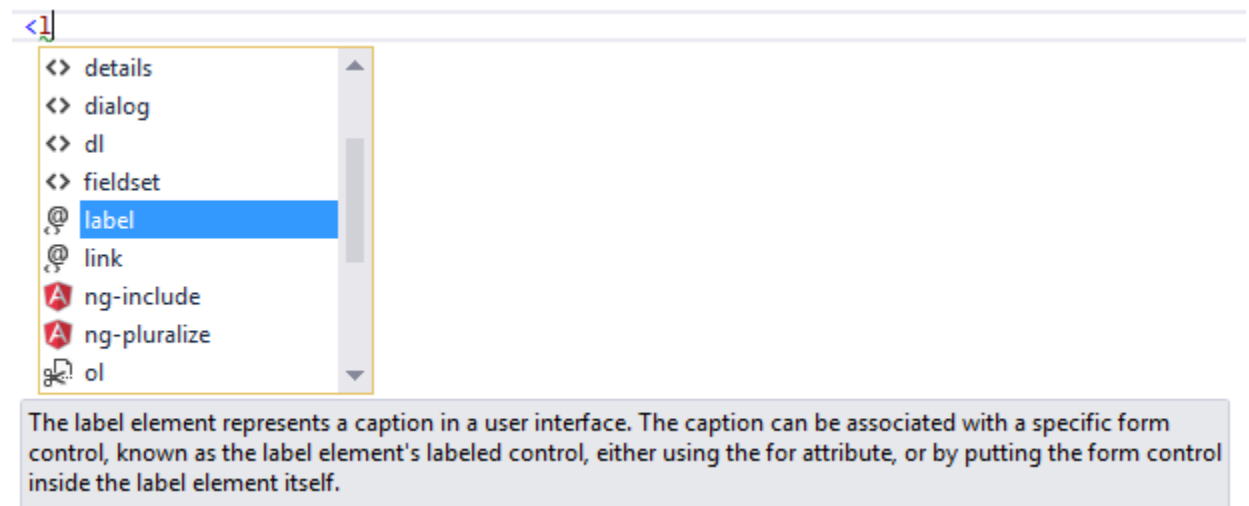 <l
details
dialog
dl
fieldset
label
link
ng-include
ng-pluralize
ol
The label element represents a caption in a user interface. The caption can be associated with a specific form
control, known as the label element's labeled control, either using the for attribute, or by putting the form control
inside the label element itself.